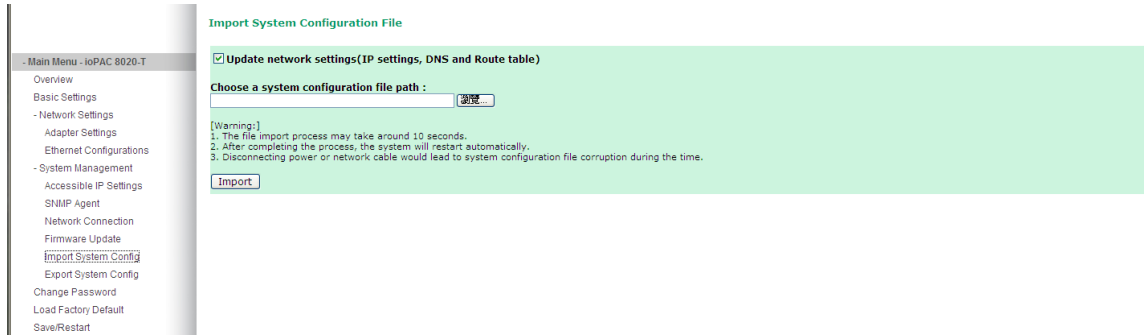 Import System Configuration File
- Main Menu - ioPAC 8020-T
Overview
Basic Settings
- Network Settings
Adapter Settings
Ethernet Configurations
- System Management
Accessible IP Settings
SNMP Agent
Network Connection
Firmware Update
Import System Config
Export System Config
Change Password
Load Factory Default
Save/Restart
Update network settings(IP settings, DNS and Route table)
Choose a system configuration file path :
瀏覽...
[Warning:]
1. The file import process may take around 10 seconds.
2. After completing the process, the system will restart automatically.
3. Disconnecting power or network cable would lead to system configuration file corruption during the time.
Import